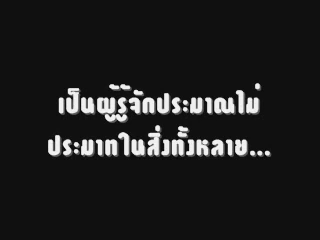 เป็นผู้รู้จักประมาณไม่
ประมาทในสิ่งทั้งหลาย...